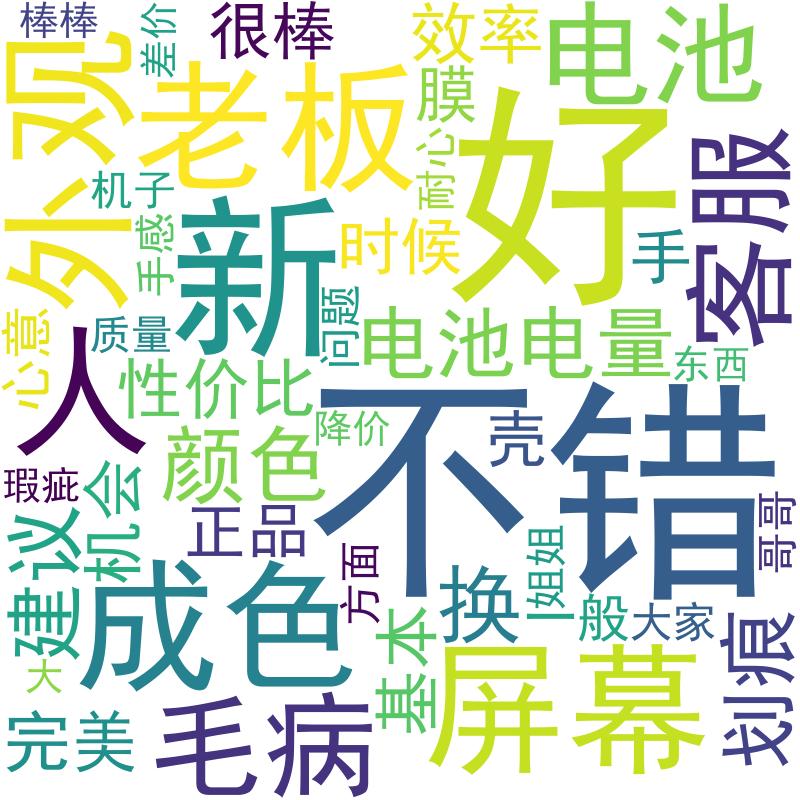 棒棒
差价
很棒
效率
电池
外观
老板
膜
好
客服
耐心
机子
手感
新
时候
手
心意
质量
问题
电池电量
东西
人
性价比
降价
不错
壳
颜色
瑕疵
机会
正品
建议
成色
方面
换
姐姐
哥哥
一般
大家
划痕
基本
屏幕
大
完美
毛病